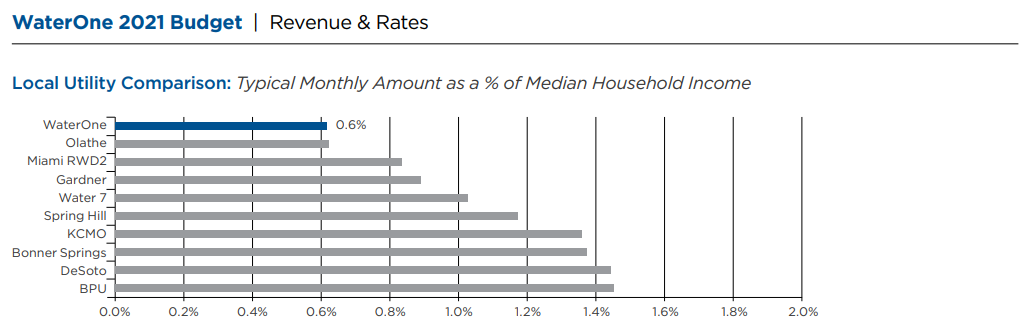 WaterOne 2021 Budget | Revenue & Rates
Local Utility Comparison: Typical Monthly Amount as a % of Median Household Income
WaterOne 0.6%
Olathe
Miami RWD2
Gardner
Water 7
Spring Hill
KCMO
Bonner Springs
DeSoto
BPU
0.0% 0.2% 0.4% 0.6% 0.8% 1.0% 1.2% 1.4% 1.6% 1.8% 2.0%